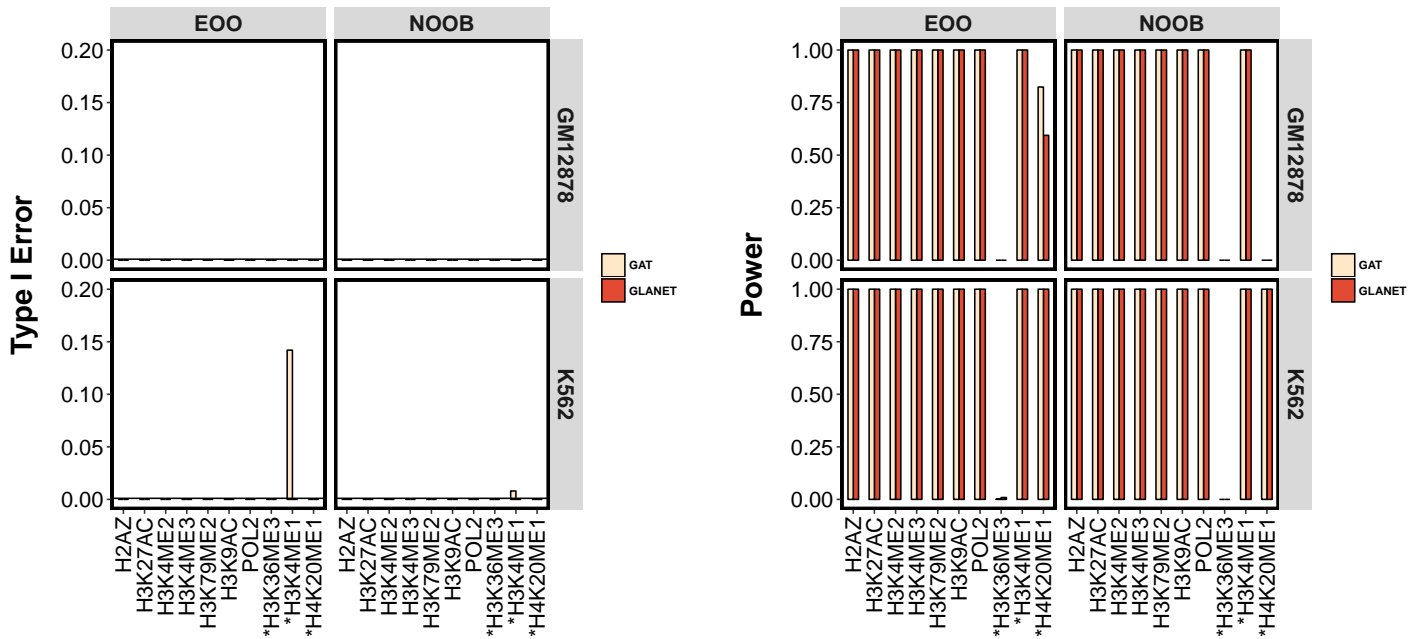 EOO
NOOB
0.20
0.15
0.10
0.05
0.00
GM12878
0.20
0.15
0.10
0.05
0.00
K562
Type I Error
H2AZ
H3K27AC
H3K4ME2
H3K4ME3
H3K79ME2
H3K9AC
POL2
*H3K36ME3
*H3K4ME1
*H4K20ME1
H2AZ
H3K27AC
H3K4ME2
H3K4ME3
H3K79ME2
H3K9AC
POL2
*H3K36ME3
*H3K4ME1
*H4K20ME1
GAT
GLANET
EOO
NOOB
1.00
0.75
0.50
0.25
0.00
GM12878
1.00
0.75
0.50
0.25
0.00
K562
Power
H2AZ
H3K27AC
H3K4ME2
H3K4ME3
H3K79ME2
H3K9AC
POL2
*H3K36ME3
*H3K4ME1
*H4K20ME1
H2AZ
H3K27AC
H3K4ME2
H3K4ME3
H3K79ME2
H3K9AC
POL2
*H3K36ME3
*H3K4ME1
*H4K20ME1
GAT
GLANET